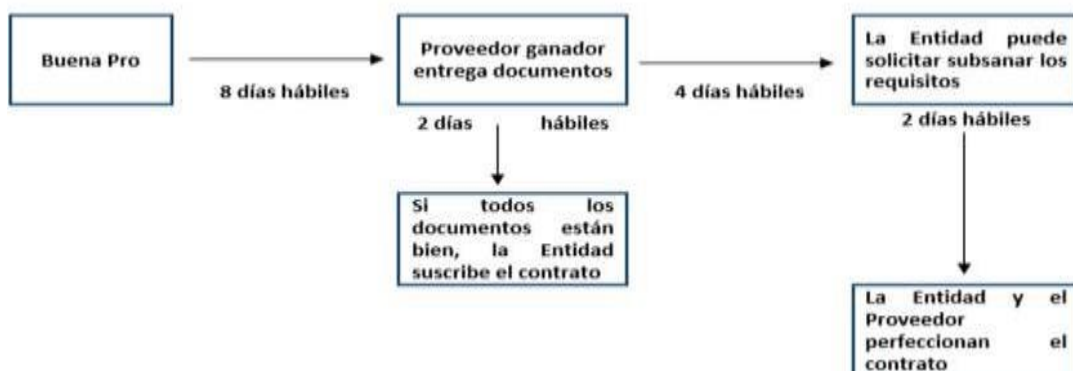 Buena Pro
8 días hábiles
Proveedor ganador
entrega documentos
4 días hábiles
La Entidad puede
solicitar subsanar los
requisitos
2 días hábiles
Si todos los
documentos están
bien, la Entidad
suscribe el contrato
2 días hábiles
La Entidad y el
Proveedor
perfeccionan el
contrato